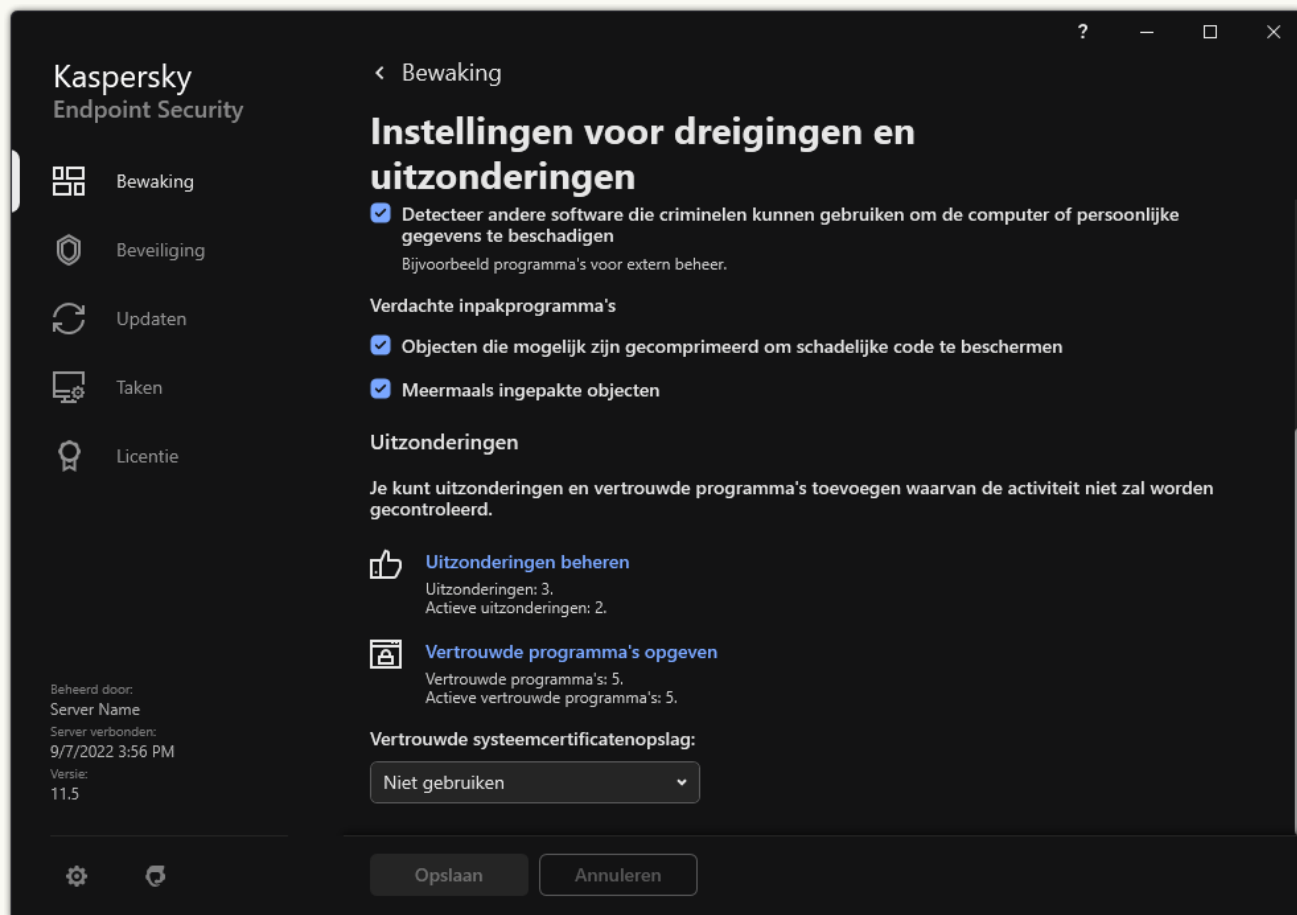 ?
Kaspersky
Endpoint Security
Bewaking
Beveiliging
Updaten
Taken
Licentie
Beheerd door:
Server Name
Server verbonden:
9/7/2022 3:56 PM
Versie:
11.5
Bewaking
Instellingen voor dreigingen en
uitzonderingen
Detecteer andere software die criminelen kunnen gebruiken om de computer of persoonlijke
gegevens te beschadigen
Bijvoorbeeld programma's voor extern beheer.
Verdachte inpakprogramma's
Objecten die mogelijk zijn gecomprimeerd om schadelijke code te beschermen
Meermaals ingepakte objecten
Uitzonderingen
Je kunt uitzonderingen en vertrouwde programma's toevoegen waarvan de activiteit niet zal worden
gecontroleerd.
Uitzonderingen beheren
Uitzonderingen: 3.
Actieve uitzonderingen: 2.
Vertrouwde programma's opgeven
Vertrouwde programma's: 5.
Actieve vertrouwde programma's: 5.
Vertrouwde systeemcertificatenopslag:
Niet gebruiken
Opslaan
Annuleren